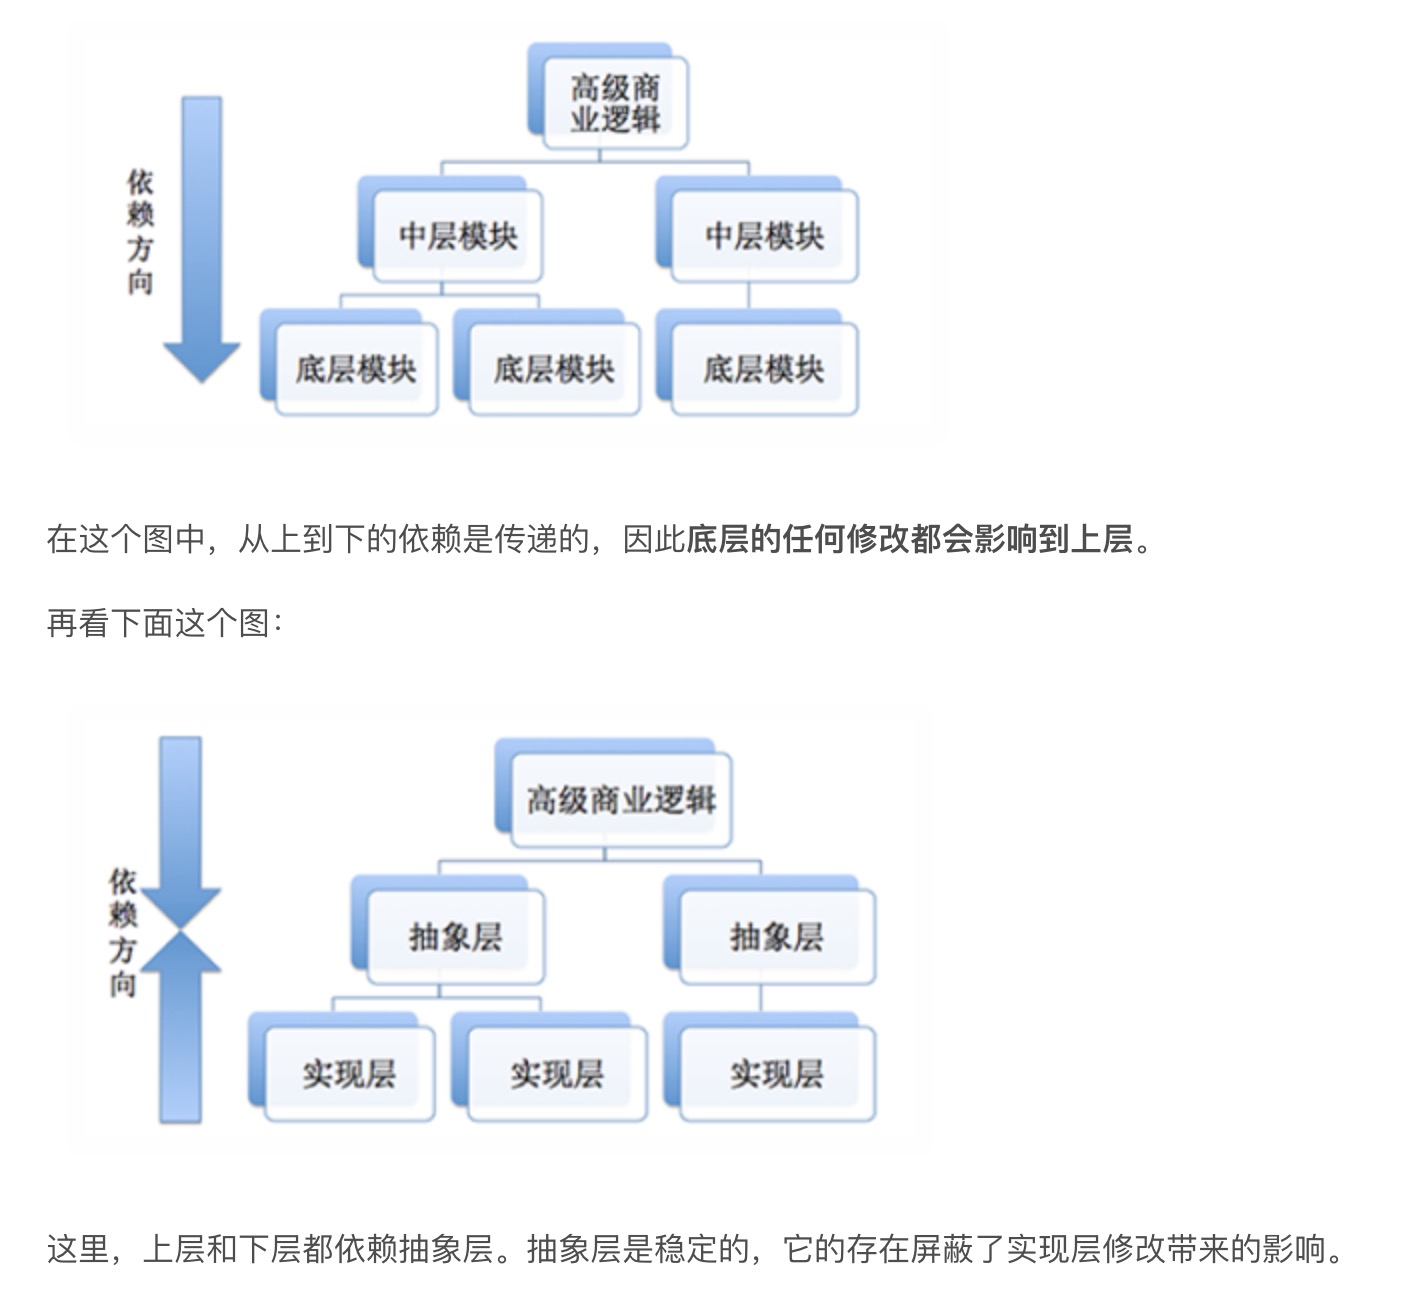 高级商
业逻辑
依
赖
方
向
中层模块
中层模块
底层模块
底层模块
底层模块
在这个图中，从上到下的依赖是传递的，因此底层的任何修改都会影响到上层。
再看下面这个图：
高级商业逻辑
依
赖
方
向
抽象层
抽象层
实现层
实现层
实现层
这里，上层和下层都依赖抽象层。抽象层是稳定的，它的存在屏蔽了实现层修改带来的影响。